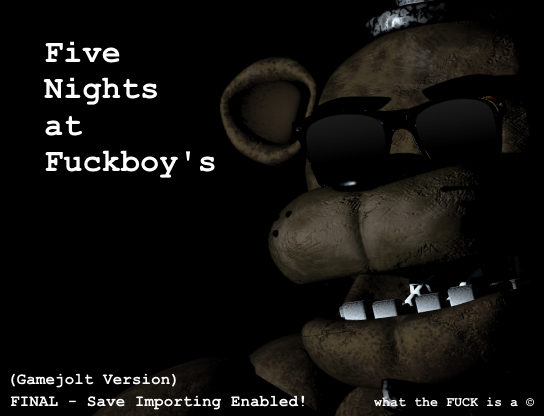 Five
Nights
at
Fuckboy's
(Gamejolt Version)
FINAL - Save Importing Enabled!
what the FUCK is a ©